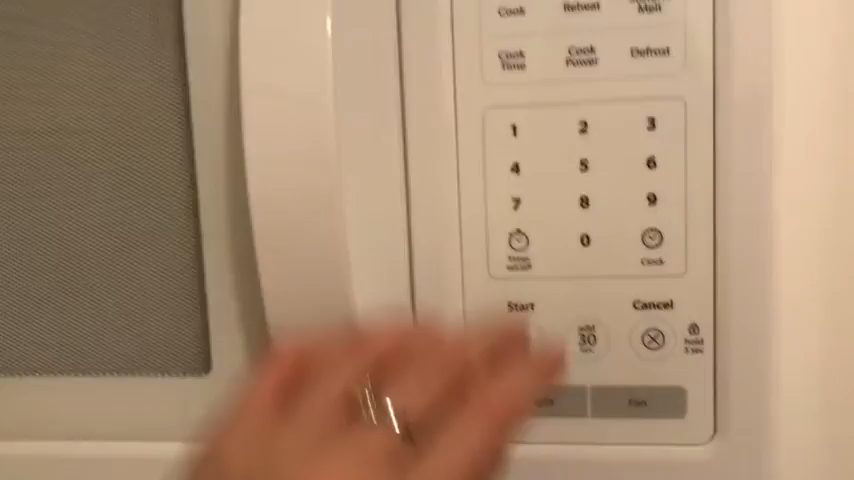 Cook Reheat Melt
Cook Time Cook Power Defrost
1 2 3
4 5 6
7 8 9
0 Clock
Start Cancel
add 30 sec. hold 3 sec
Fan